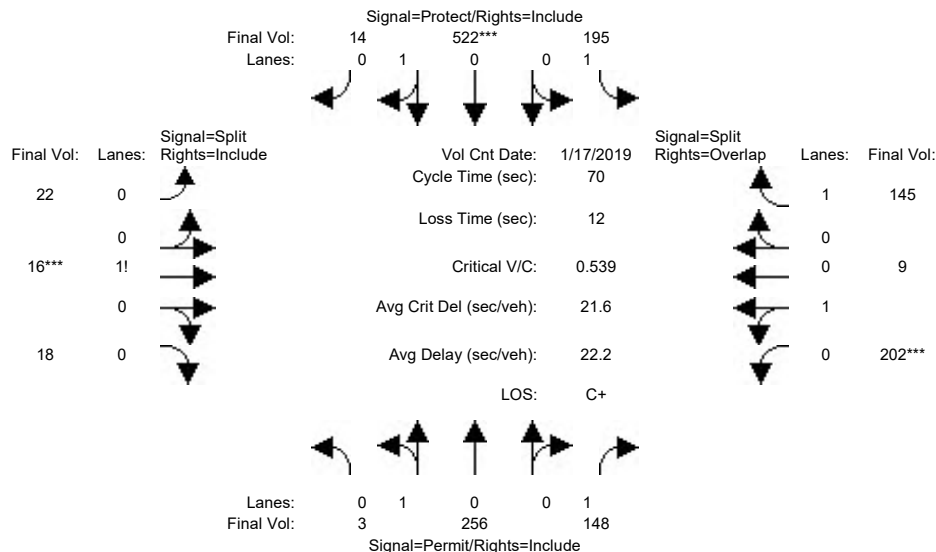 Signal=Protect/Rights=Include
Final Vol: 14 522*** 195
Lanes: 0 1 0 0 1
Signal=Split Signal=Split
Final Vol: Lanes: Rights=Include Vol Cnt Date: 1/17/2019 Rights=Overlap Lanes: Final Vol:
Cycle Time (sec): 70
22 0 1 145
Loss Time (sec): 12
0 0
16*** 1! Critical V/C: 0.539 0 9
0 Avg Crit Del (sec/veh): 21.6 1
18 0 Avg Delay (sec/veh): 22.2 0 202***
LOS: C+
Lanes: 0 1 0 0 1
Final Vol: 3 256 148
Signal=Permit/Rights=Include